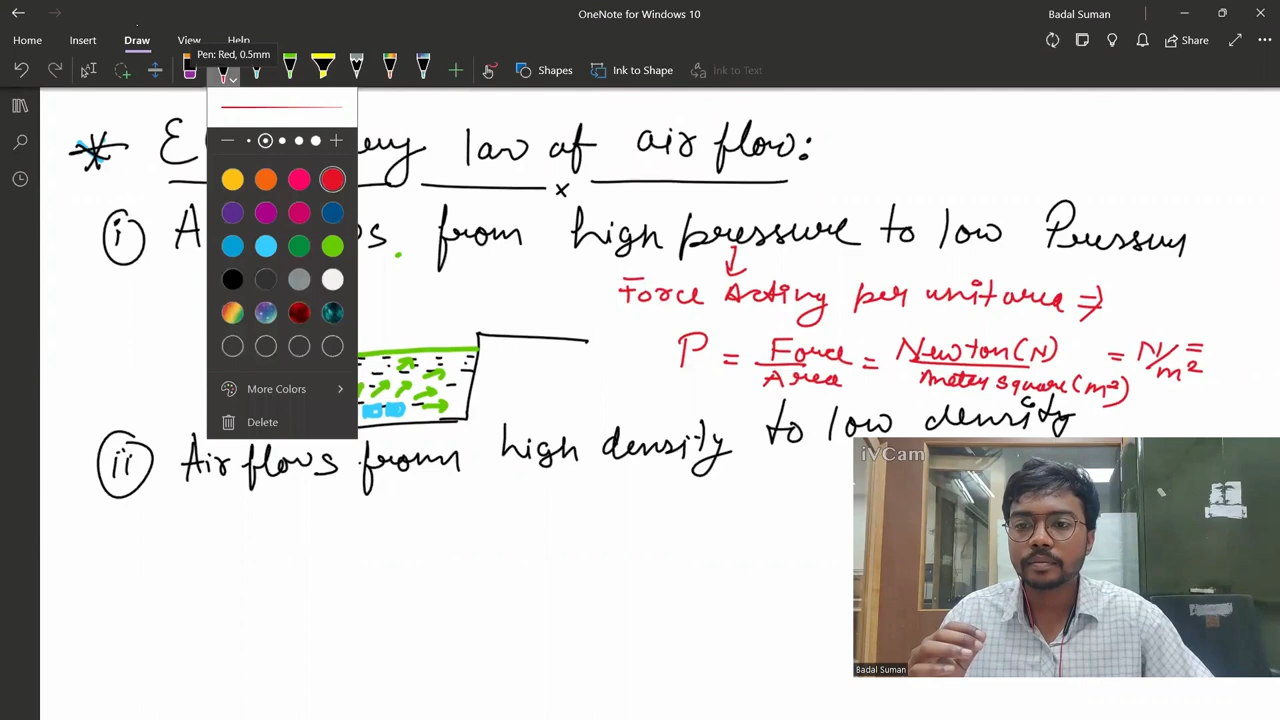 OneNote for Windows 10
Badal Suman
Home Insert Draw View Help
Share
Pen: Red, 0.5mm
Shapes Ink to Shape Ink to Text
law of air flow:
(i) from high pressure to low
Force Acting per unit area ⇒
P = Force/Area = Newton(N)/meter square(m²) = N/m²
More Colors
Delete
(ii) Air flows from high density to low density
iVCam
Badal Suman